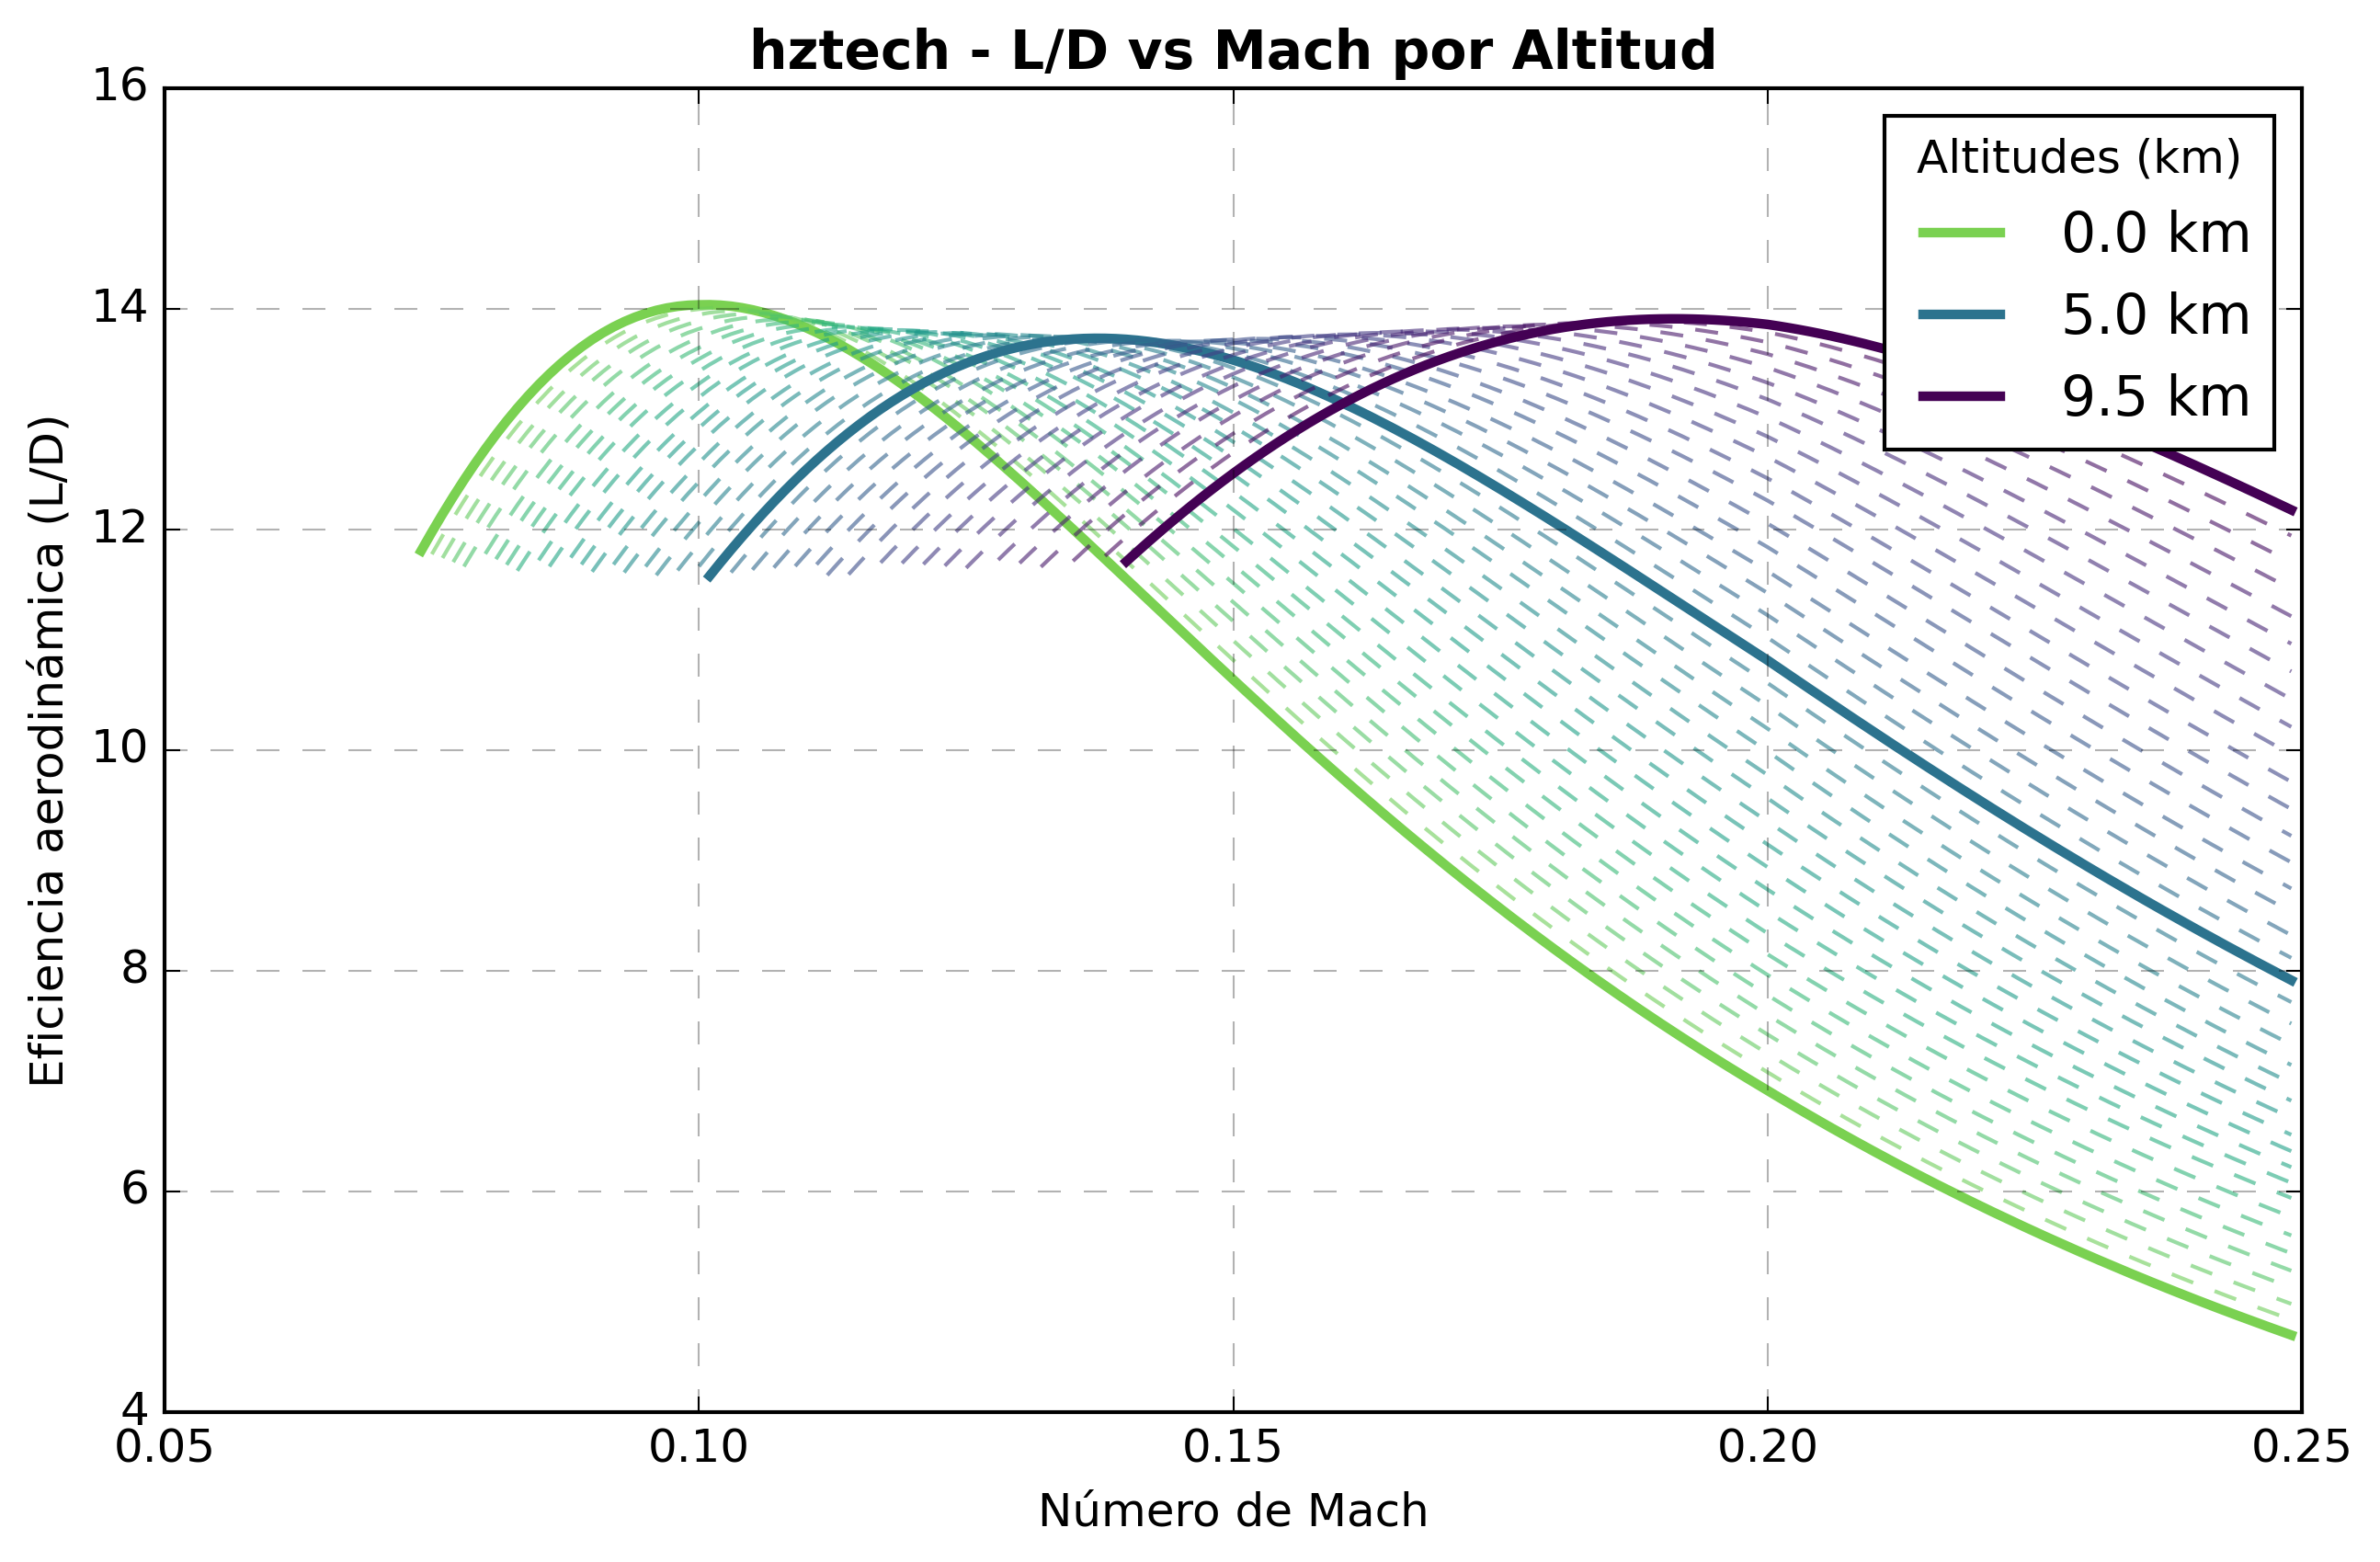 hztech - L/D vs Mach por Altitud
Eficiencia aerodinámica (L/D)
16
14
12
10
8
6
4
0.05
0.10
0.15
0.20
0.25
Número de Mach
Altitudes (km)
0.0 km
5.0 km
9.5 km